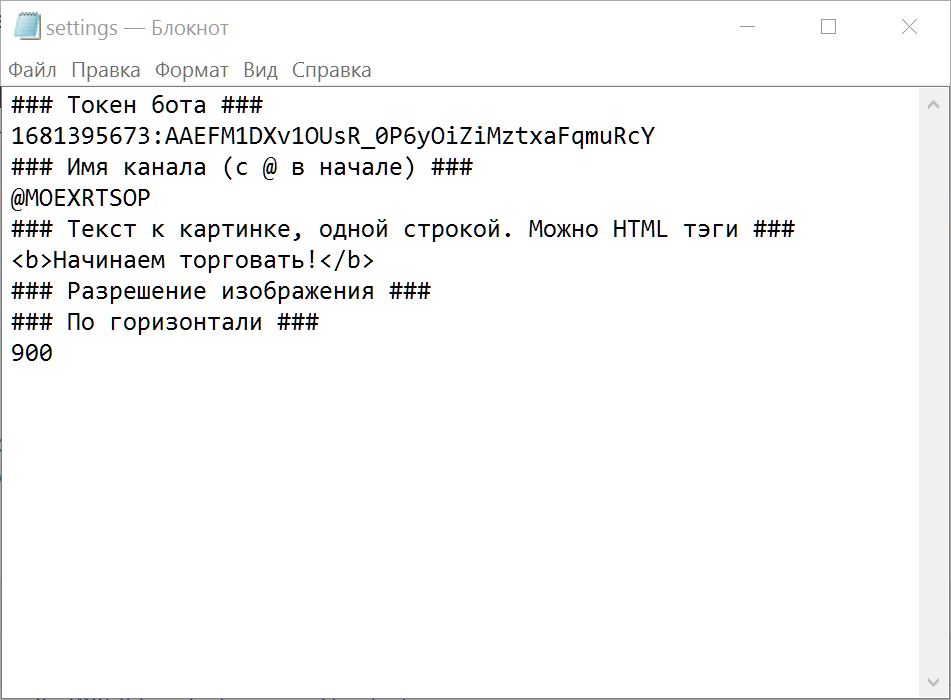 settings — Блокнот
Файл Правка Формат Вид Справка
### Токен бота ###
1681395673:AAEFM1DXv1OUsR_0P6yOiZiMztxaFqmuRcY
### Имя канала (с @ в начале) ###
@MOEXRTSOP
### Текст к картинке, одной строкой. Можно HTML тэги ###
<b>Начинаем торговать!</b>
### Разрешение изображения ###
### По горизонтали ###
900